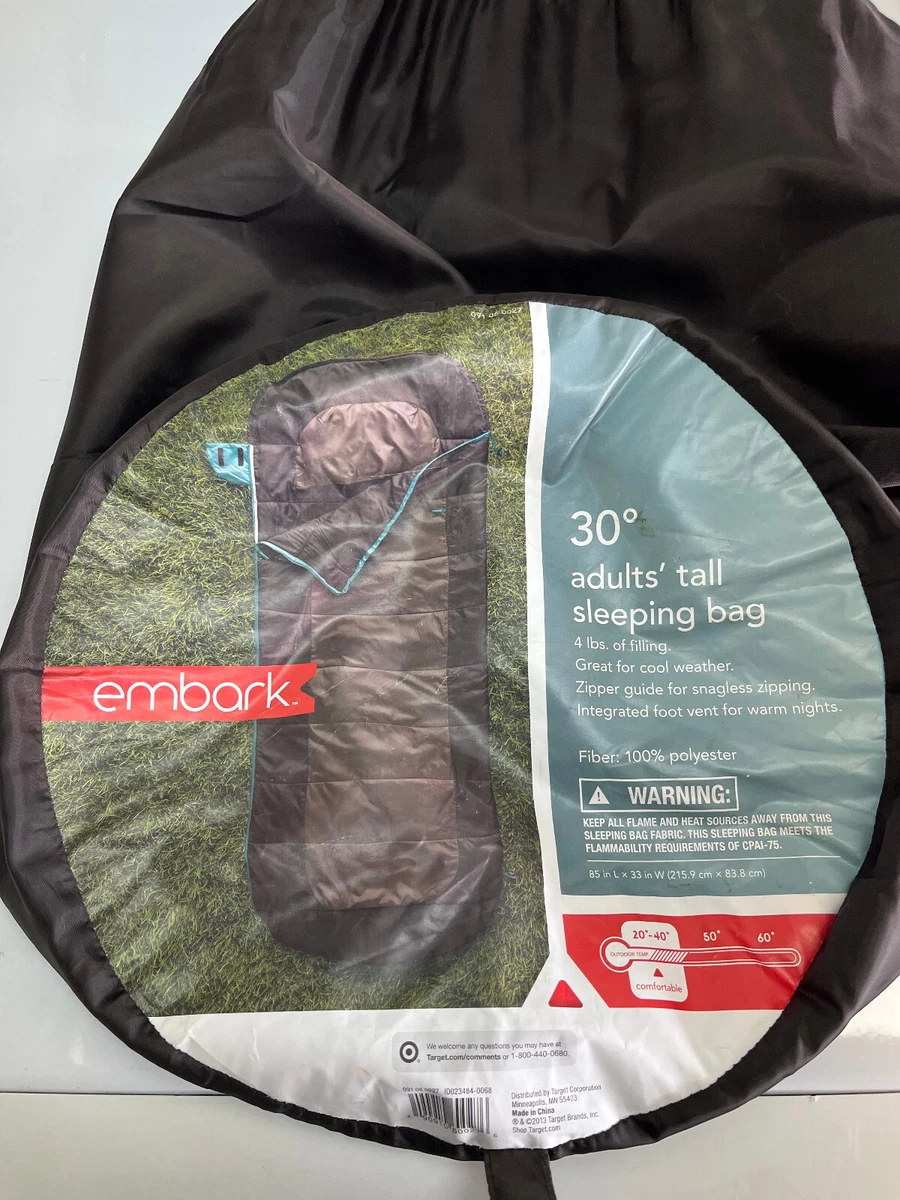 091 06 0027
30°
adults' tall
sleeping bag
4 lbs. of filling.
Great for cool weather.
Zipper guide for snagless zipping.
Integrated foot vent for warm nights.
embark™
Fiber: 100% polyester
WARNING:
KEEP ALL FLAME AND HEAT SOURCES AWAY FROM THIS
SLEEPING BAG FABRIC. THIS SLEEPING BAG MEETS THE
FLAMMABILITY REQUIREMENTS OF CPAI-75.
85 in L x 33 in W (215.9 cm × 83.8 cm)
20°-40° 50° 60°
OUTDOOR TEMP
comfortable
We welcome any questions you may have at
Target.com/comments or 1-800-440-0680.
091 06 0027 ID023484-0068
Distributed by Target Corporation
Minneapolis, MN 55403
Made in China
® & ©2013 Target Brands, Inc.
Shop Target.com